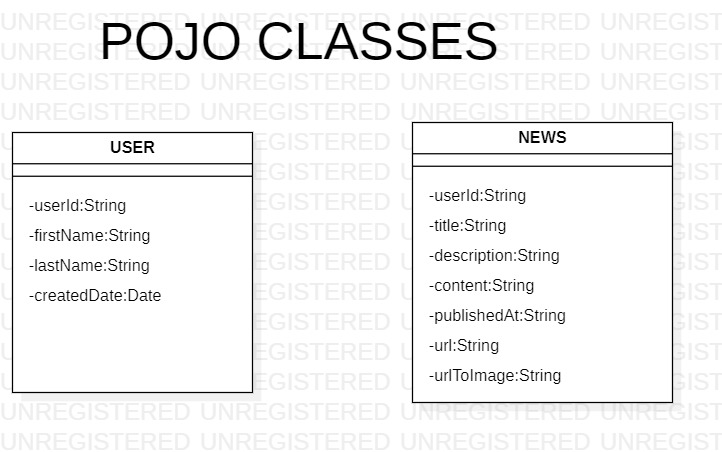 POJO CLASSES
USER
-userId:String
-firstName:String
-lastName:String
-createdDate:Date
NEWS
-userId:String
-title:String
-description:String
-content:String
-publishedAt:String
-url:String
-urlToImage:String
UNREGISTERED